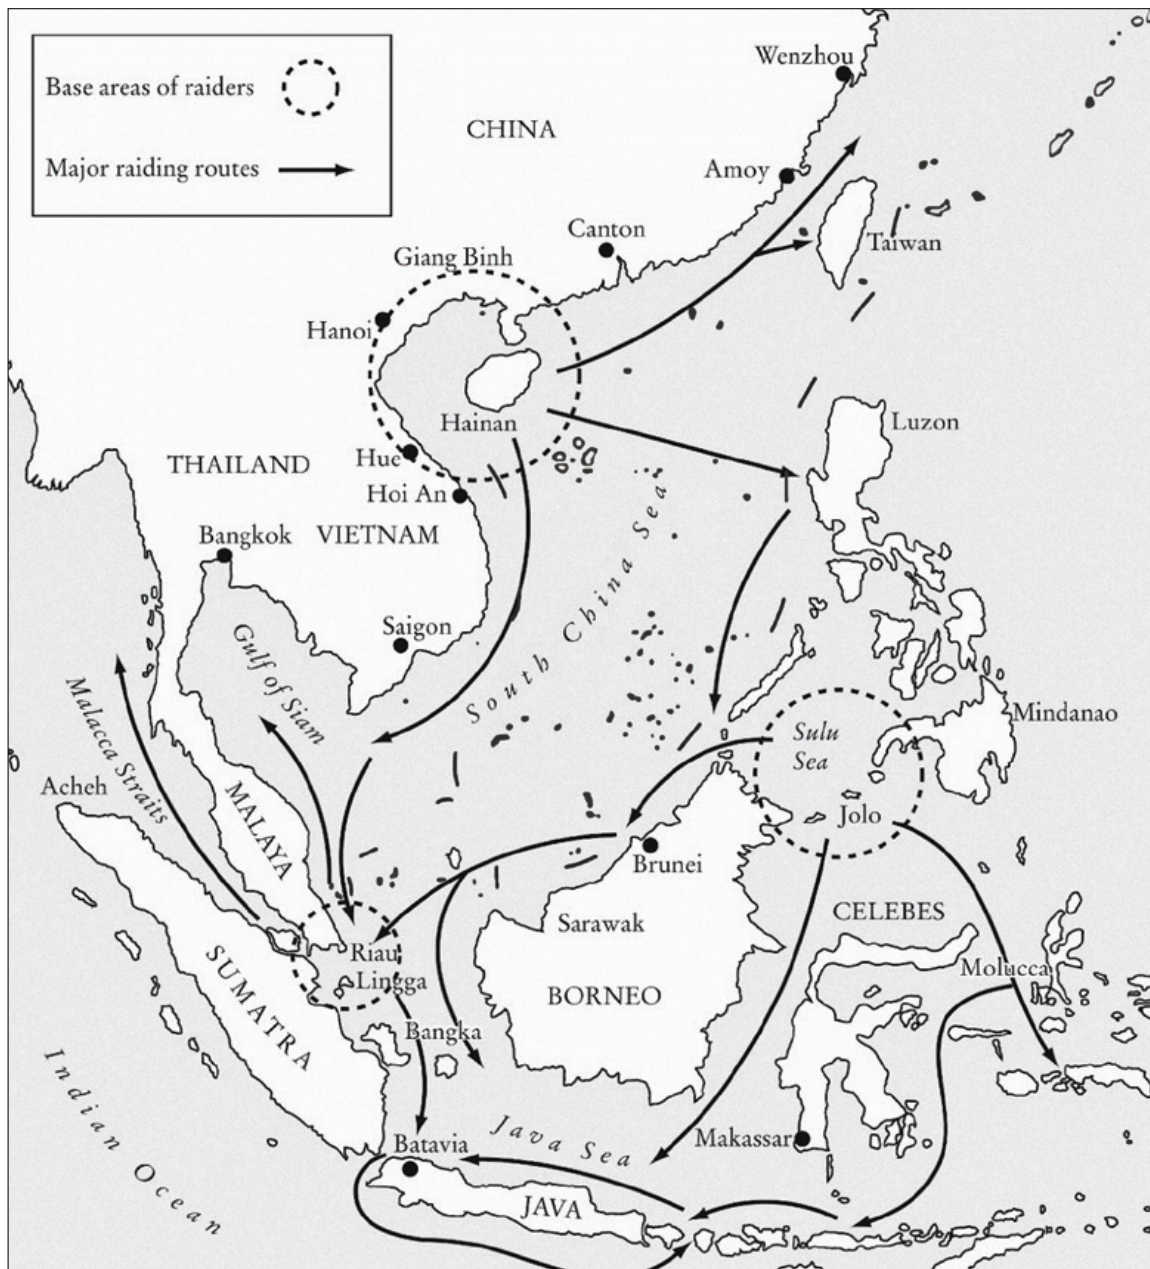 Base areas of raiders
Major raiding routes
Wenzhou
CHINA
Amoy
Canton
Taiwan
Giang Binh
Hanoi
Hainan
Luzon
Hue
THAILAND
Hoi An
Bangkok
VIETNAM
South China Sea
Saigon
Gulf of Siam
Malacca Straits
Mindanao
Sulu
Sea
Acheh
MALAYA
Jolo
Brunei
Sarawak
CELEBES
Riau
Lingga
SUMATRA
BORNEO
Molucca
Bangka
Indian Ocean
Java Sea
Makassar
Batavia
JAVA